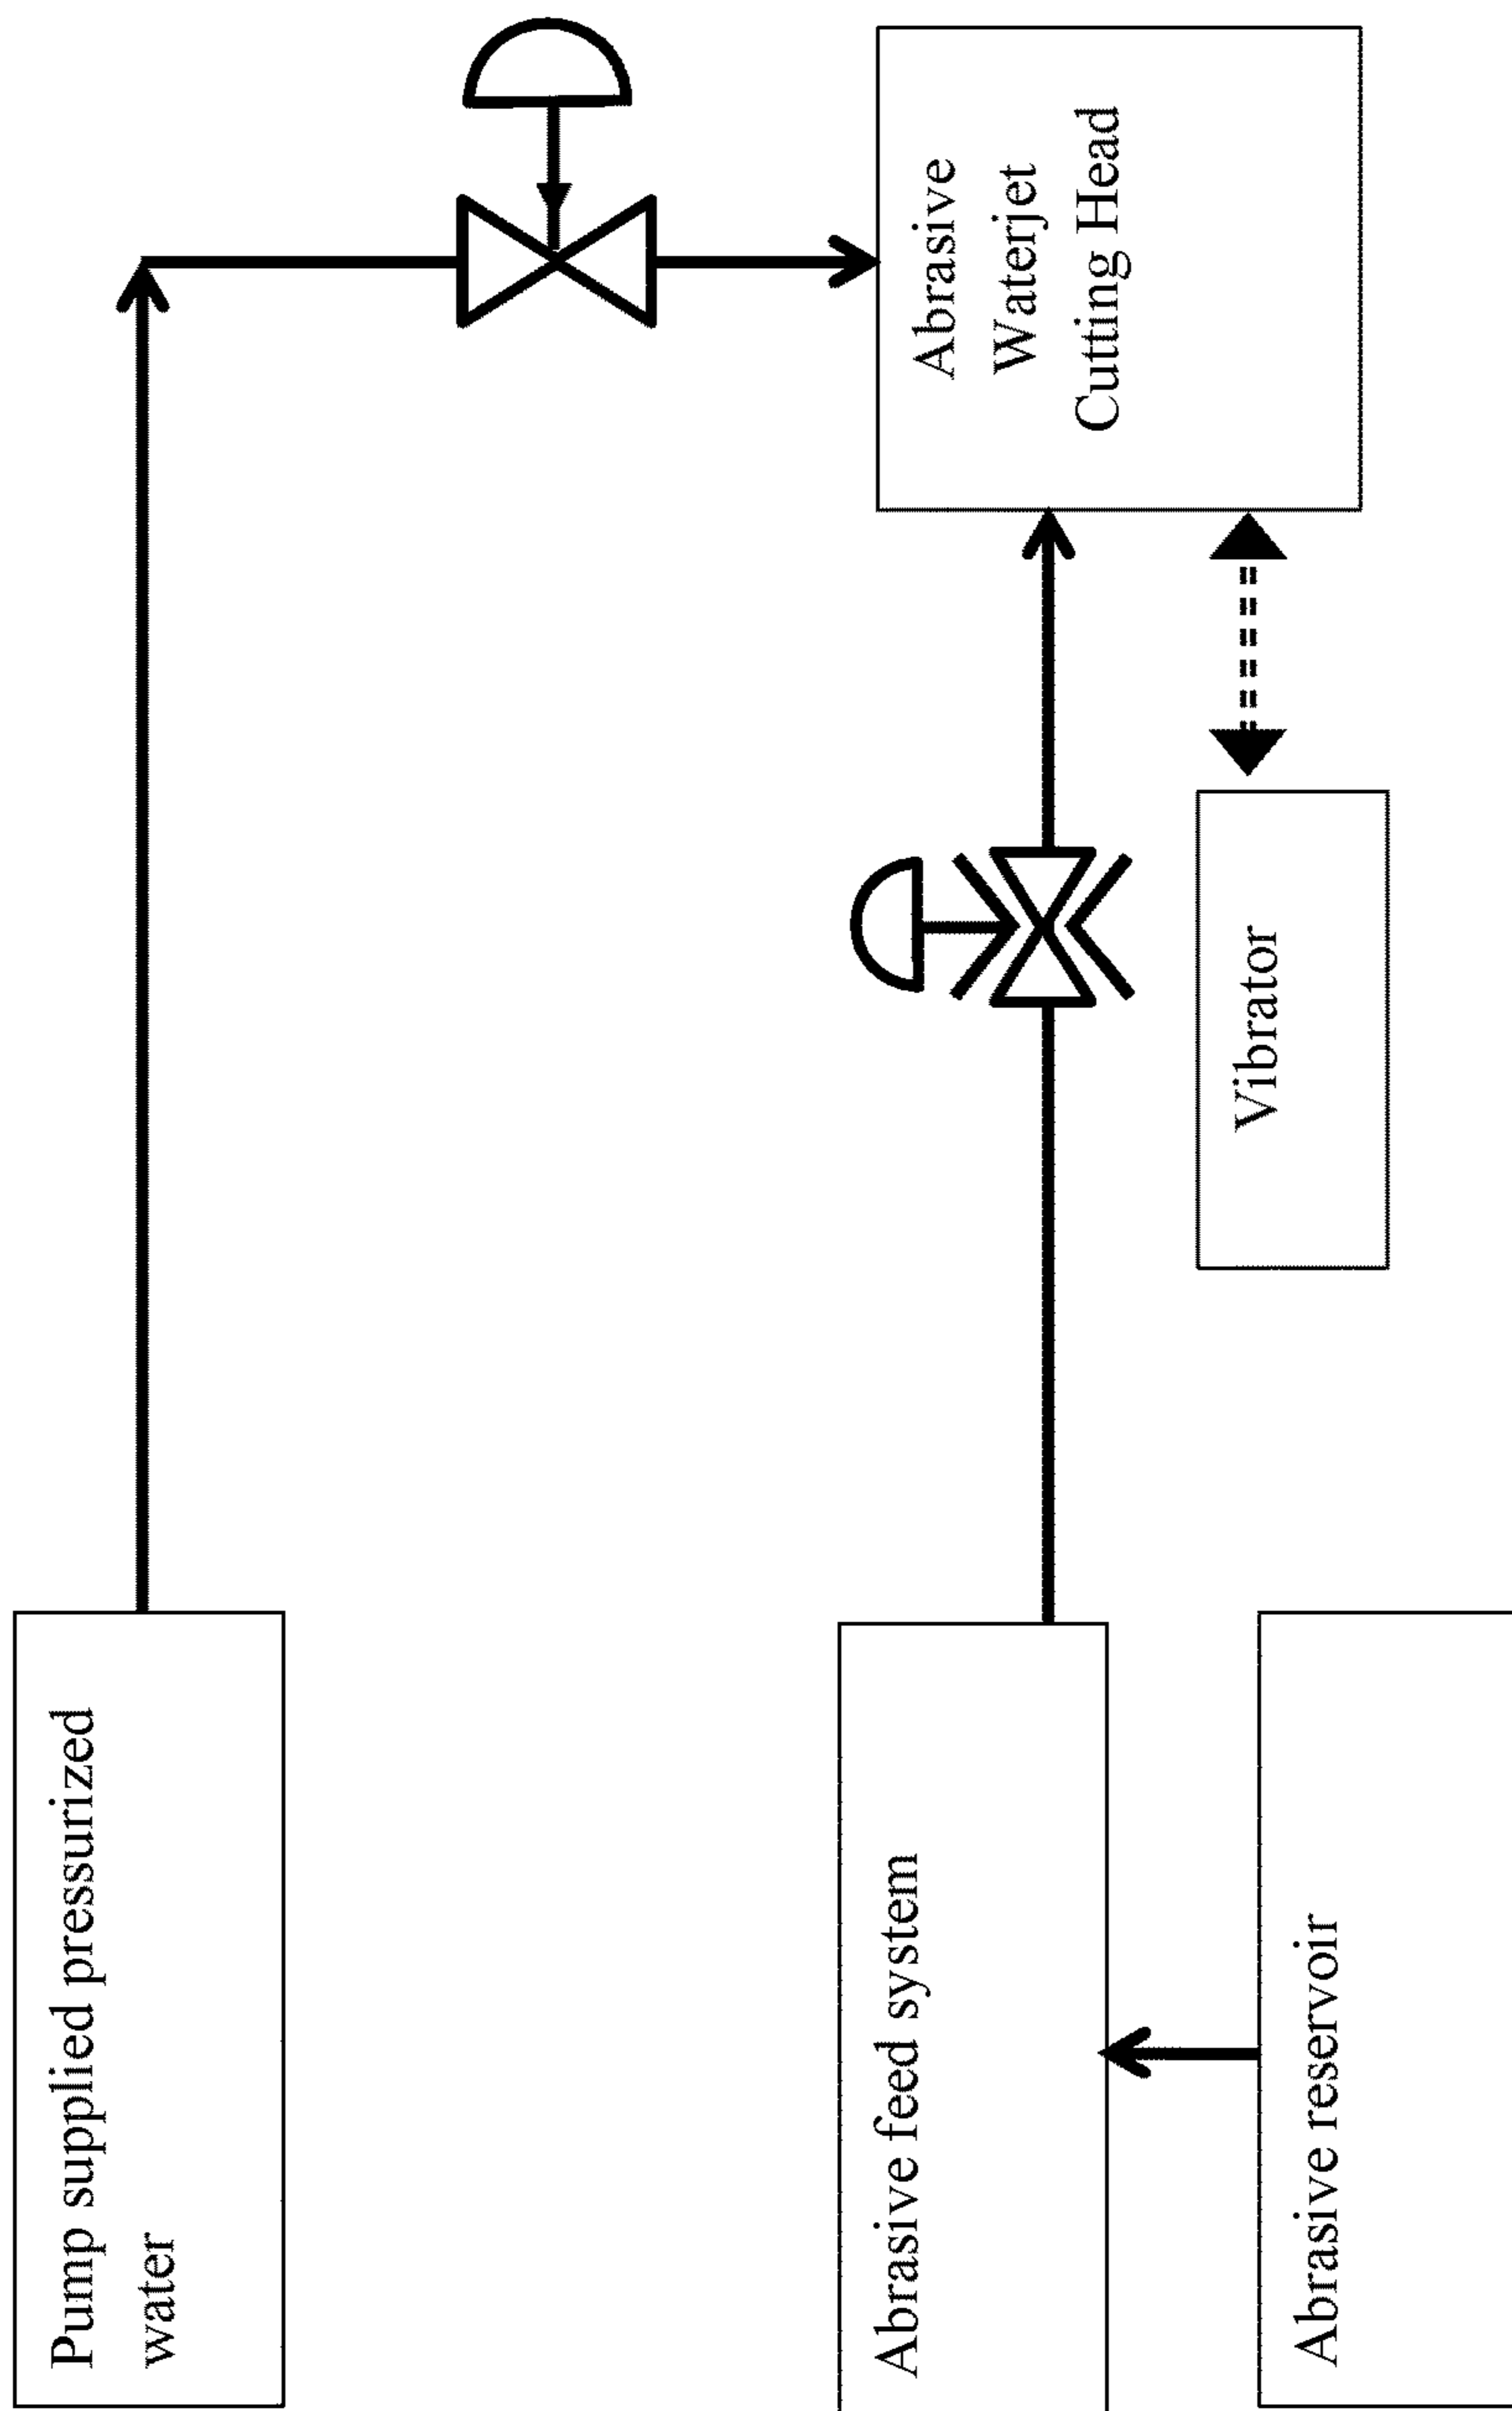 Pump supplied pressurized
water
Abrasive
Waterjet
Cutting Head
Abrasive feed system
Vibrator
Abrasive reservoir